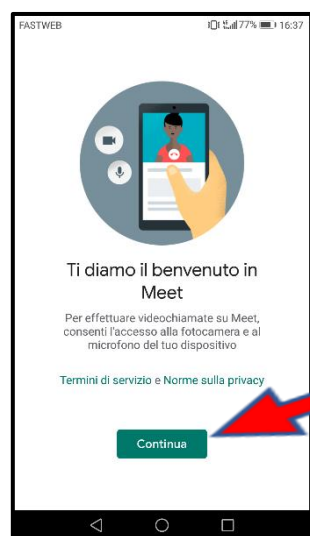 FASTWEB 77% 16:37
Ti diamo il benvenuto in
Meet
Per effettuare videochiamate su Meet,
consenti l'accesso alla fotocamera e al
microfono del tuo dispositivo
Termini di servizio e Norme sulla privacy
Continua